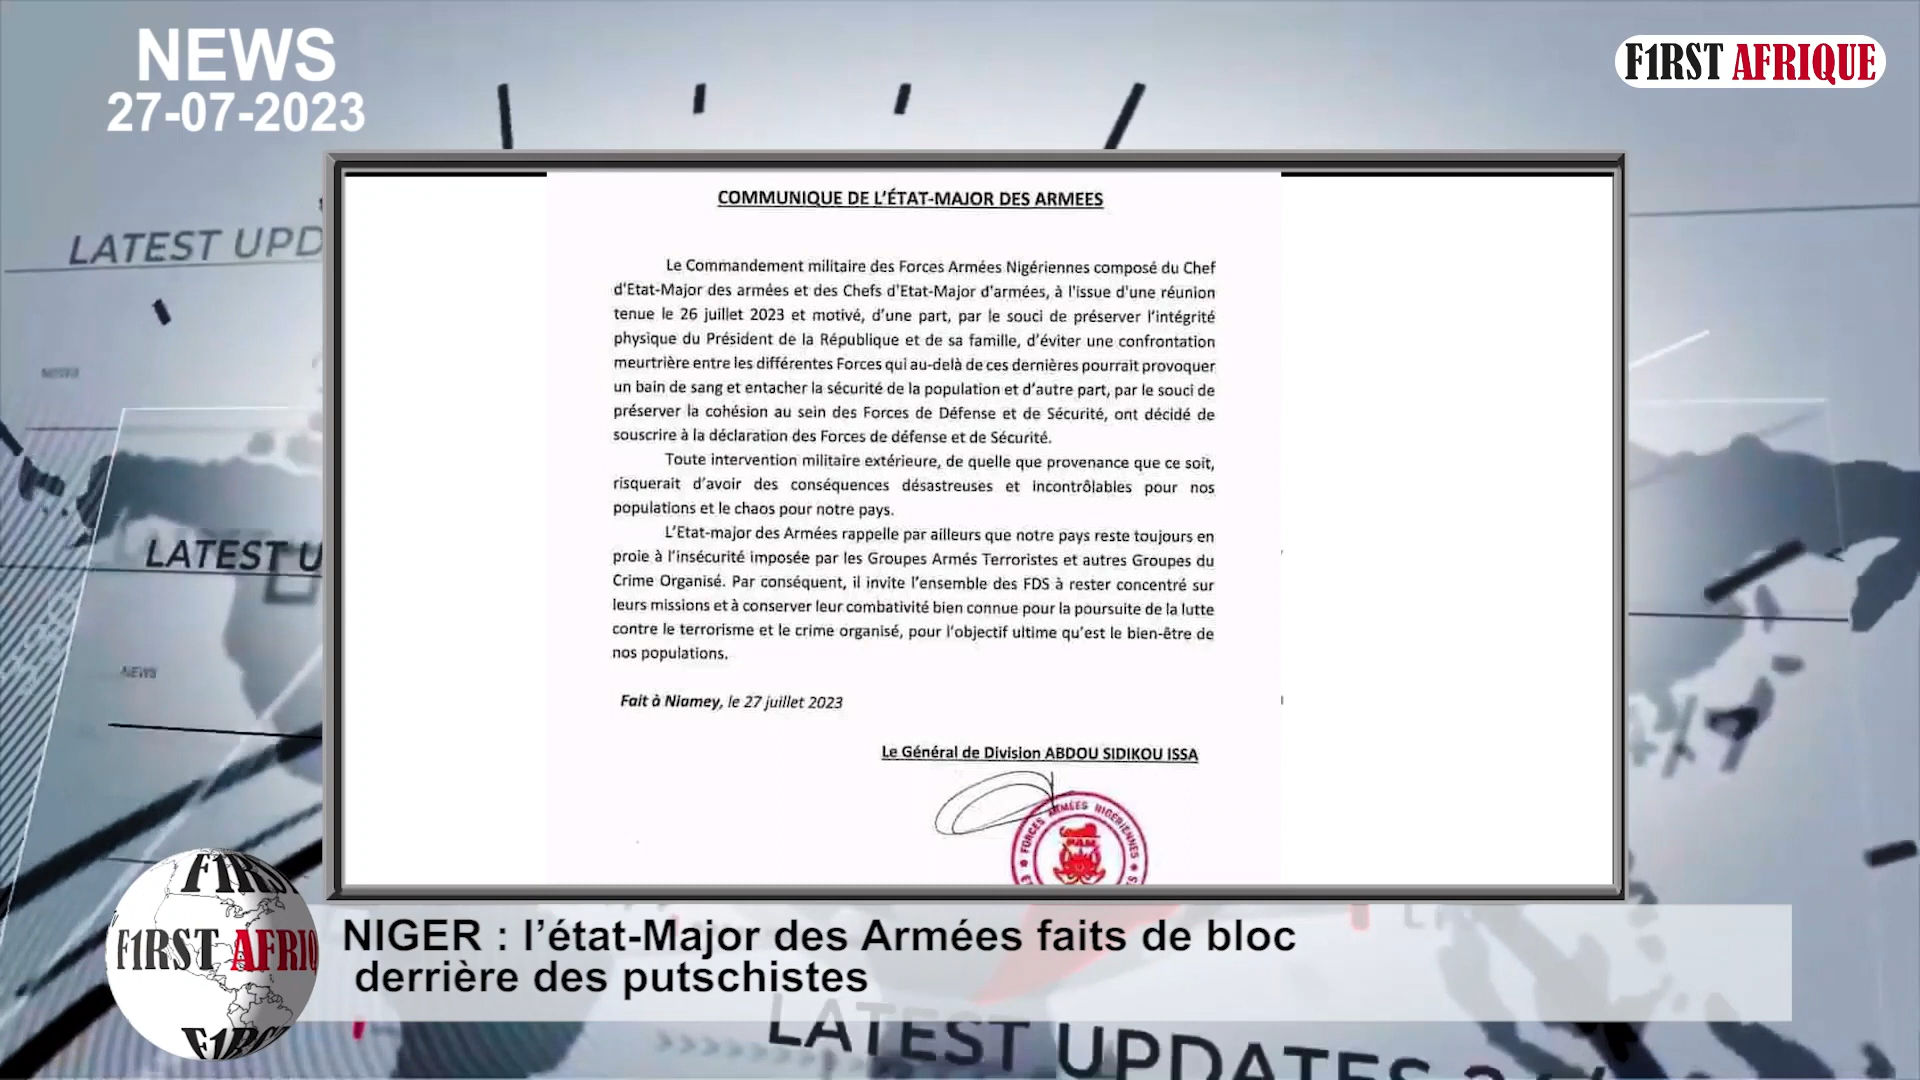 NEWS
27-07-2023
F1RST AFRIQUE
LATEST UPD
NEWS
LATEST U
NEWS
COMMUNIQUE DE L'ÉTAT-MAJOR DES ARMEES
Le Commandement militaire des Forces Armées Nigériennes composé du Chef
d'Etat-Major des armées et des Chefs d'Etat-Major d'armées, à l'issue d'une réunion
tenue le 26 juillet 2023 et motivé, d'une part, par le souci de préserver l'intégrité
physique du Président de la République et de sa famille, d'éviter une confrontation
meurtrière entre les différentes Forces qui au-delà de ces dernières pourrait provoquer
un bain de sang et entacher la sécurité de la population et d'autre part, par le souci de
préserver la cohésion au sein des Forces de Défense et de Sécurité, ont décidé de
souscrire à la déclaration des Forces de défense et de Sécurité.
Toute intervention militaire extérieure, de quelle que provenance que ce soit,
risquerait d'avoir des conséquences désastreuses et incontrôlables pour nos
populations et le chaos pour notre pays.
L'Etat-major des Armées rappelle par ailleurs que notre pays reste toujours en
proie à l'insécurité imposée par les Groupes Armés Terroristes et autres Groupes du
Crime Organisé. Par conséquent, il invite l'ensemble des FDS à rester concentré sur
leurs missions et à conserver leur combativité bien connue pour la poursuite de la lutte
contre le terrorisme et le crime organisé, pour l'objectif ultime qu'est le bien-être de
nos populations.
Fait à Niamey, le 27 juillet 2023
Le Général de Division ABDOU SIDIKOU ISSA
FORCES ARMÉES NIGERIENNES
FAN
F1RST
F1RST AFRIQ
F1RST
NIGER : l'état-Major des Armées faits de bloc
derrière des putschistes
LATEST UPDATES